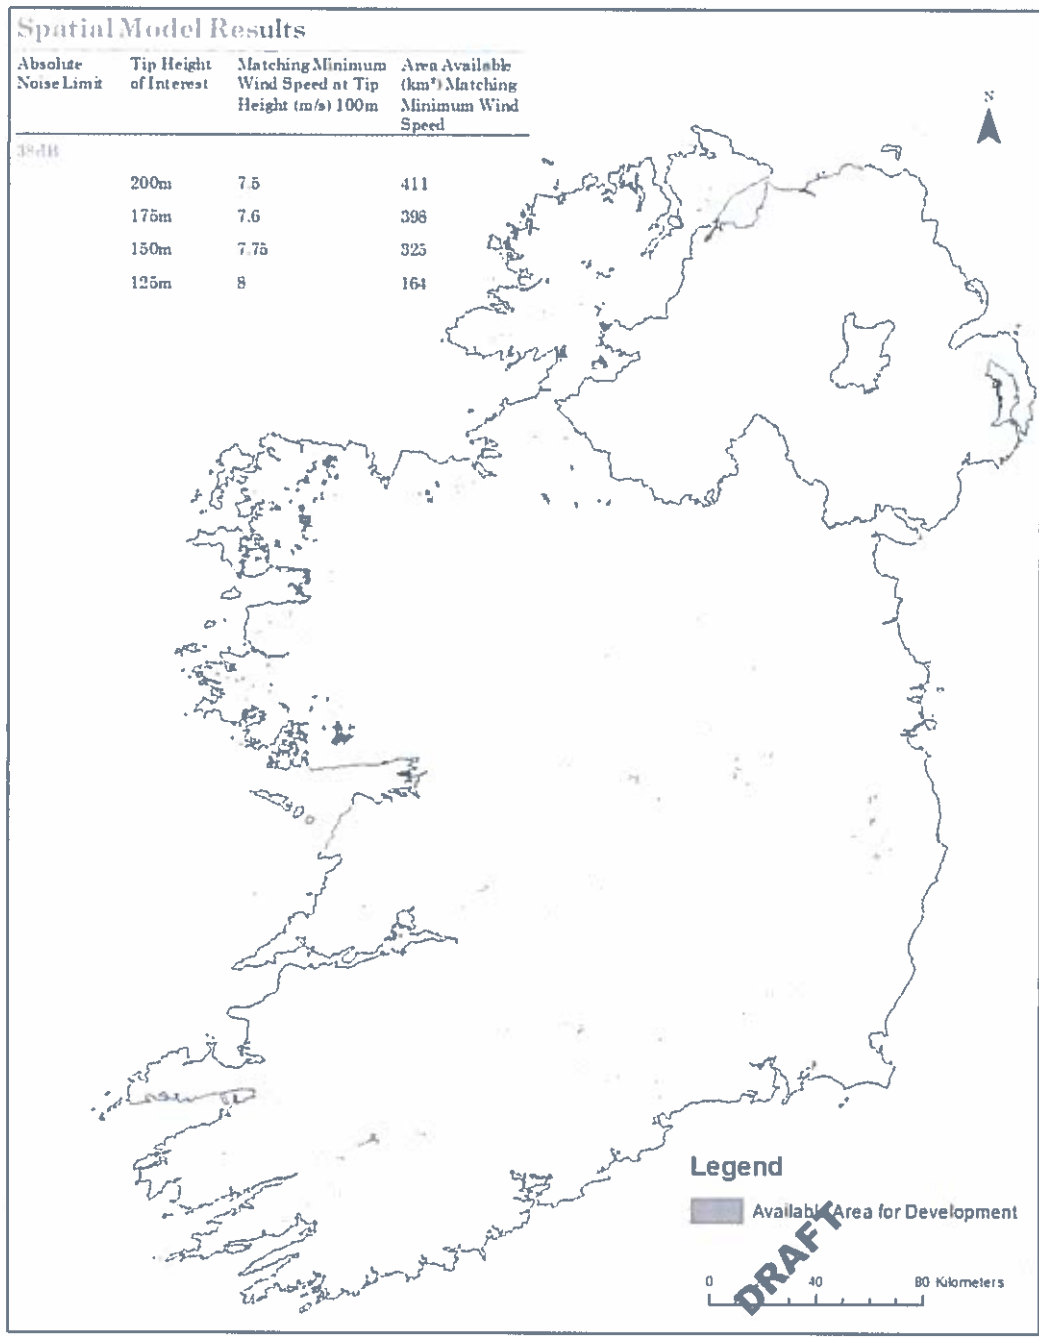 Spatial Model Results
Absolute Noise Limit
Tip Height of Interest
Matching Minimum Wind Speed at Tip Height (m/s) 100m
Area Available (km²) Matching Minimum Wind Speed
38dB
200m 7.5 411
175m 7.6 398
150m 7.75 325
125m 8 164
N
Legend
Available Area for Development
DRAFT
0 40 80 Kilometers